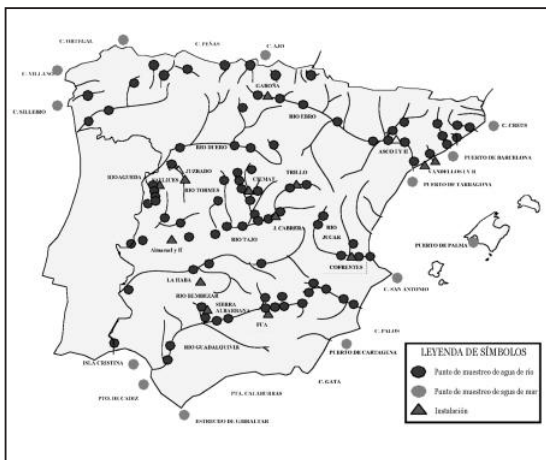 C. ORTEGAL
C. PEÑAS
C. AJO
C. VILLANO
GAROÑA
C. SILLEIRO
RIO EBRO
C. CREUS
ASCO I Y II
RIO DUERO
PUERTO DE BARCELONA
VANDELLOS I Y II
JUZBADO
RIO AGUEDA
SAELICES
CIEMAT
TRILLO
PUERTO DE TARRAGONA
RIO TORMES
J. CABRERA
RIO
JUCAR
RIO TAJO
PUERTO DE PALMA
Almaraz I y II
COFRENTES
LA HABA
C. SAN ANTONIO
RIO BEMBEZAR
SIERRA
ALBARRANA
FUA
C. PALOS
RIO GUADALQUIVIR
PUERTO DE CARTAGENA
ISLA CRISTINA
C. GATA
PTO. DE CADIZ
ESTRECHO DE GIBRALTAR
LEYENDA DE SÍMBOLOS
Punto de muestreo de agua de río
Punto de muestreo de agua de mar
Instalación